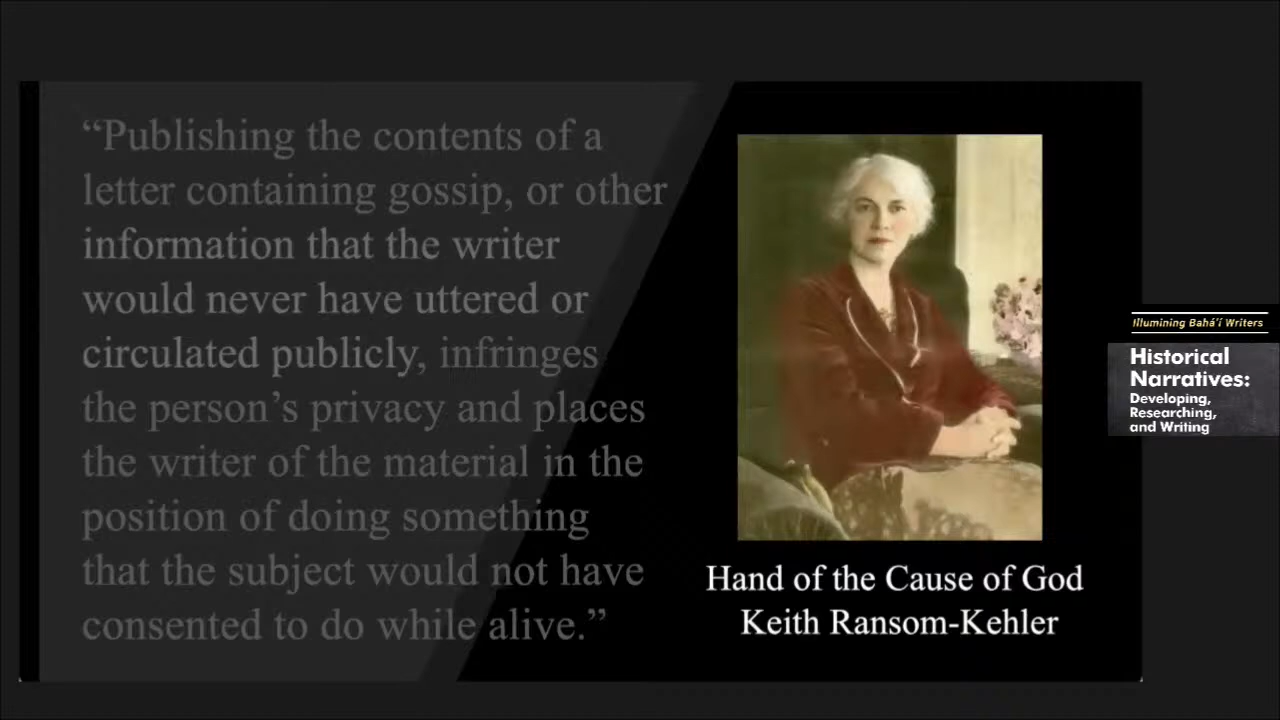 “Publishing the contents of a
letter containing gossip, or other
information that the writer
would never have uttered or
circulated publicly, infringes
the person’s privacy and places
the writer of the material in the
position of doing something
that the subject would not have
consented to do while alive.”
Hand of the Cause of God
Keith Ransom-Kehler
Illumining Bahá’í Writers
Historical
Narratives:
Developing,
Researching,
and Writing